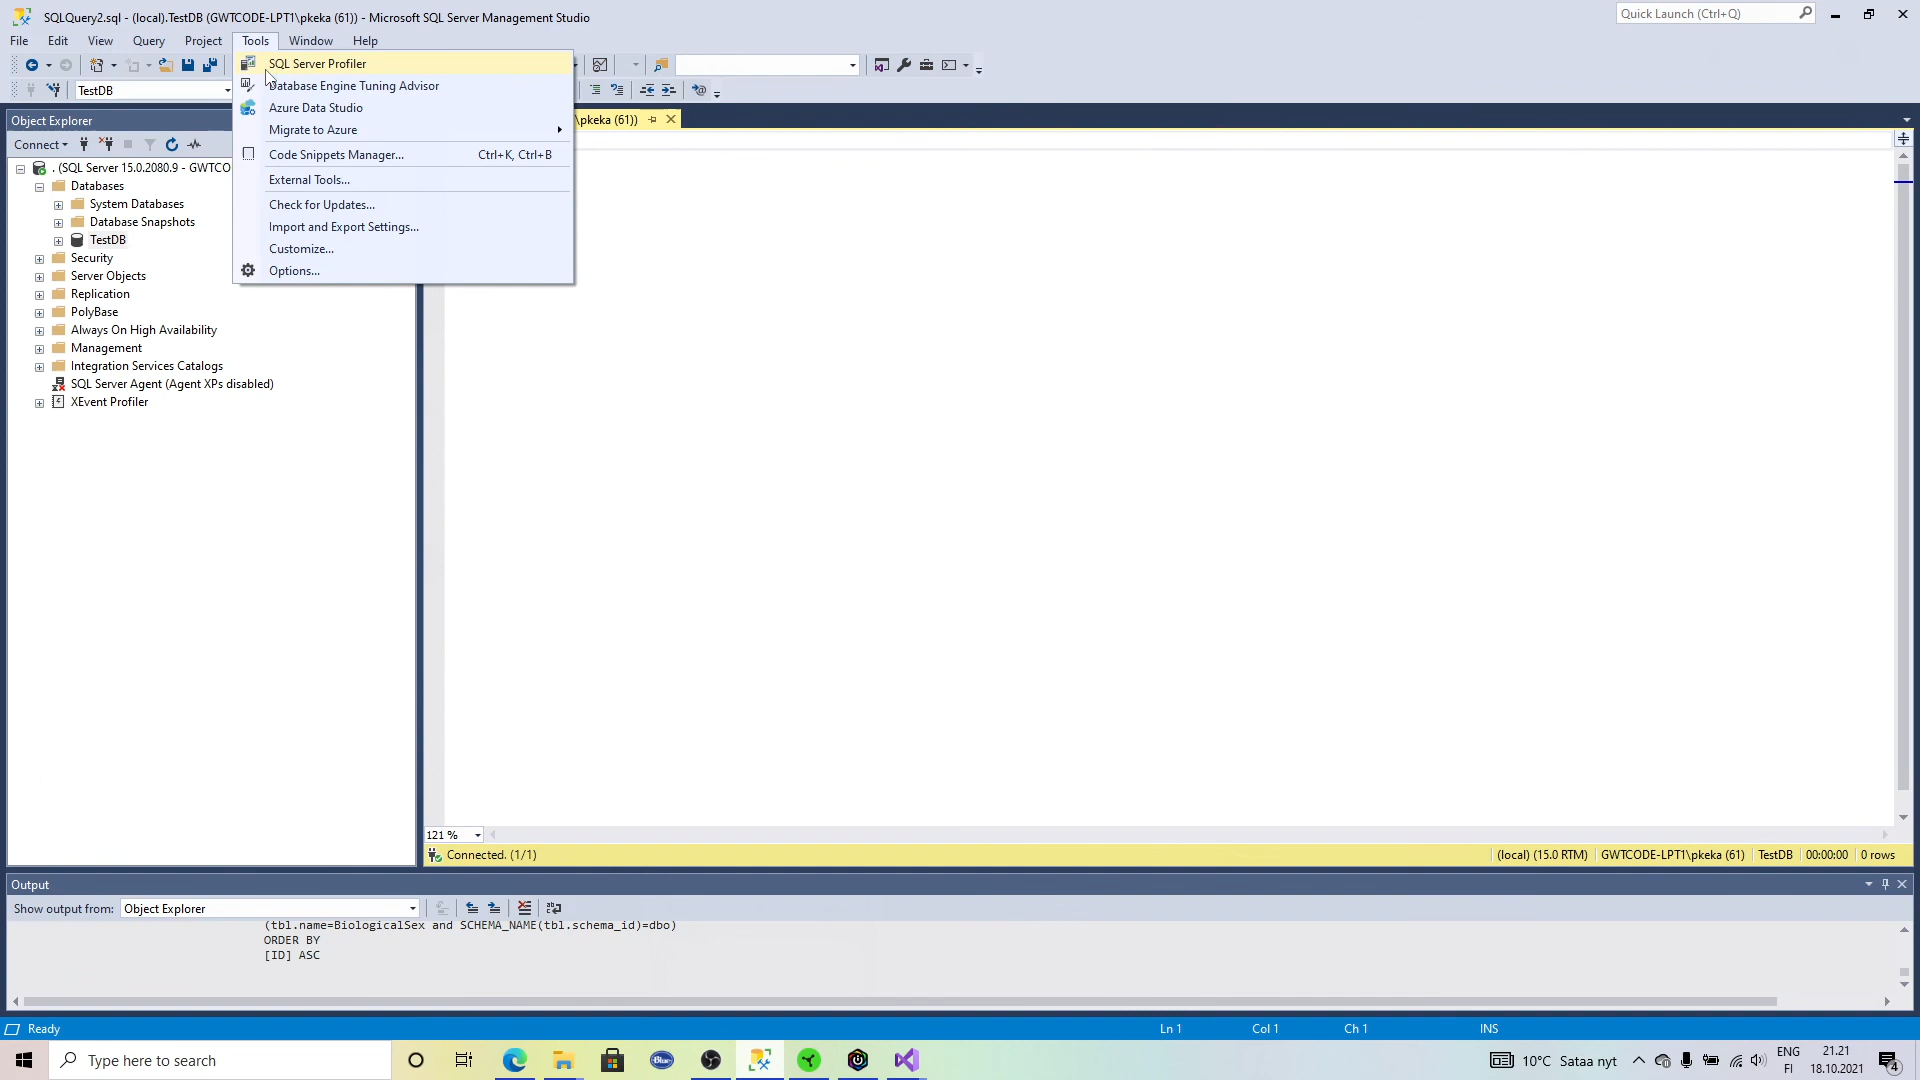 SQLQuery2.sql - (local).TestDB (GWTCODE-LPT1\pkeka (61)) - Microsoft SQL Server Management Studio
Quick Launch (Ctrl+Q)
File Edit View Query Project Tools Window Help
SQL Server Profiler
Database Engine Tuning Advisor
Azure Data Studio
Migrate to Azure
Code Snippets Manager... Ctrl+K, Ctrl+B
External Tools...
Check for Updates...
Import and Export Settings...
Customize...
Options...
TestDB
Object Explorer
\pkeka (61))
Connect
. (SQL Server 15.0.2080.9 - GWTCO
Databases
System Databases
Database Snapshots
TestDB
Security
Server Objects
Replication
PolyBase
Always On High Availability
Management
Integration Services Catalogs
SQL Server Agent (Agent XPs disabled)
XEvent Profiler
121 %
Connected. (1/1)
(local) (15.0 RTM) GWTCODE-LPT1\pkeka (61) TestDB 00:00:00 0 rows
Output
Show output from: Object Explorer
(tbl.name=BiologicalSex and SCHEMA_NAME(tbl.schema_id)=dbo)
ORDER BY
[ID] ASC
Ready
Ln 1 Col 1 Ch 1 INS
Type here to search
Blue
10°C Sataa nyt
ENG
FI
21.21
18.10.2021
4